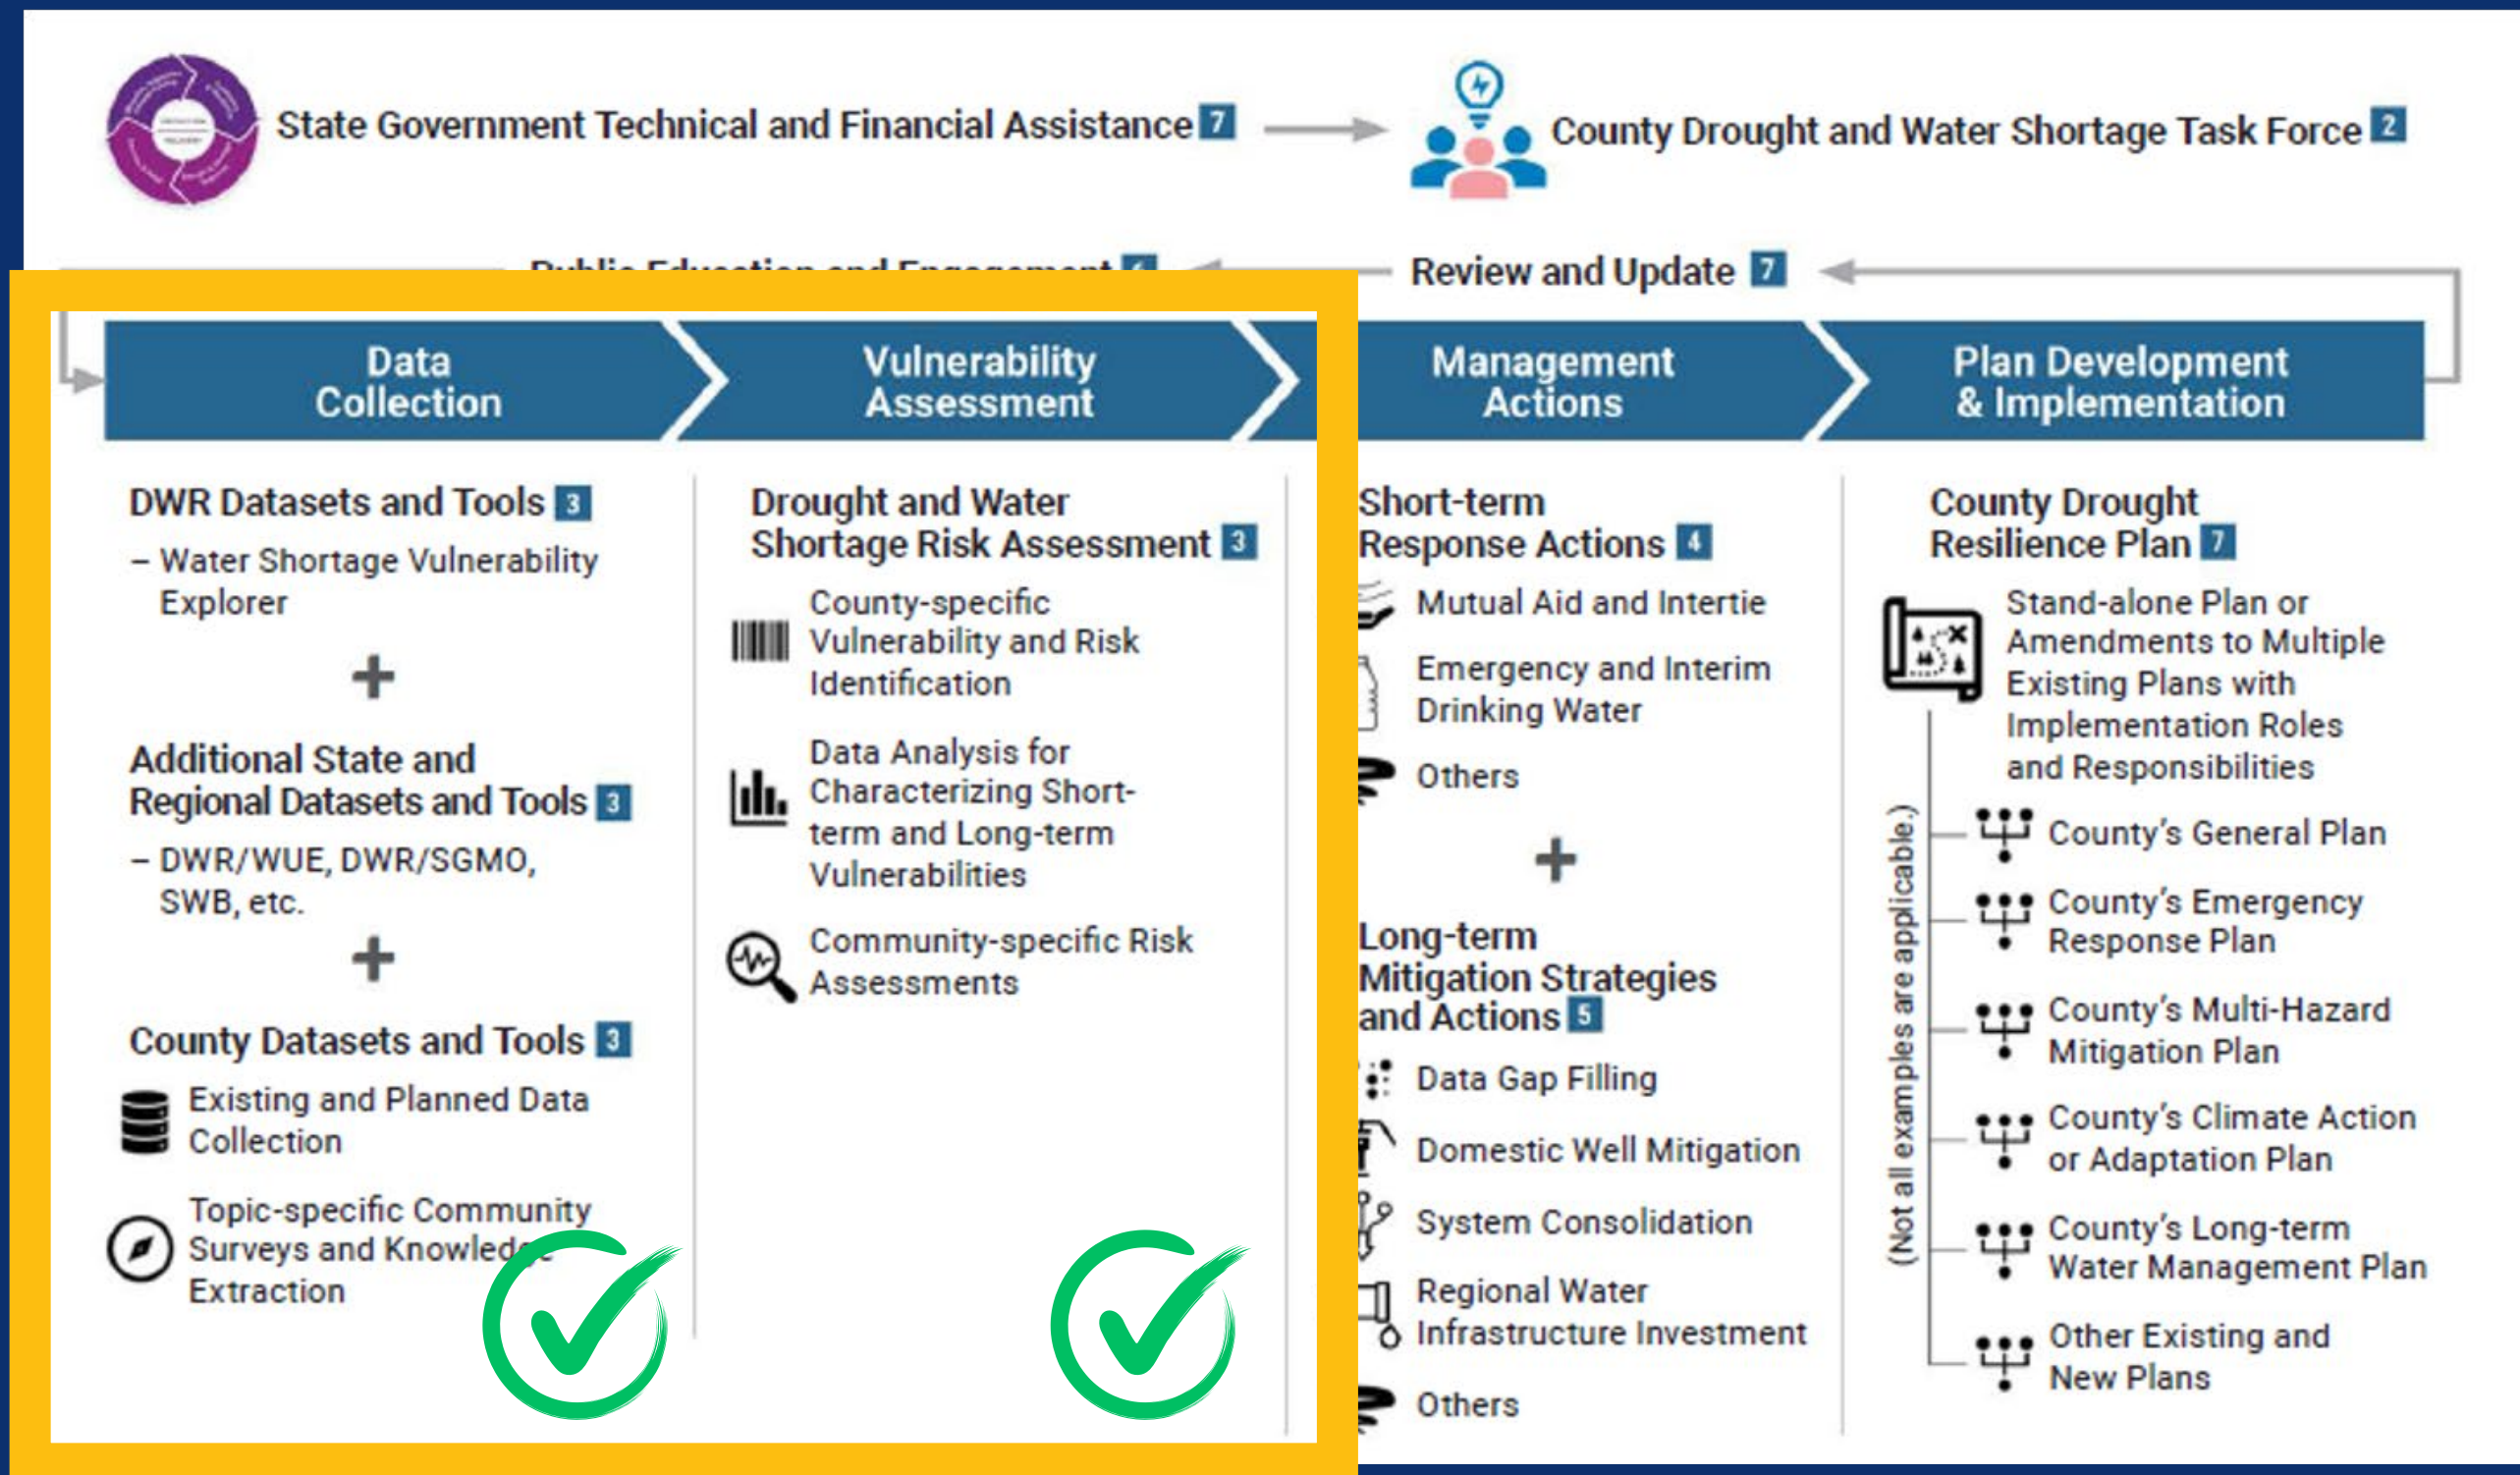 State Government Technical and Financial Assistance 7
County Drought and Water Shortage Task Force 2
Public Education and Engagement
Review and Update 7
Data
Collection
Vulnerability
Assessment
Management
Actions
Plan Development
& Implementation
DWR Datasets and Tools 3
– Water Shortage Vulnerability
Explorer
+
Additional State and
Regional Datasets and Tools 3
– DWR/WUE, DWR/SGMO,
SWB, etc.
+
County Datasets and Tools 3
Existing and Planned Data
Collection
Topic-specific Community
Surveys and Knowledge
Extraction
Drought and Water
Shortage Risk Assessment 3
County-specific
Vulnerability and Risk
Identification
Data Analysis for
Characterizing Short-
term and Long-term
Vulnerabilities
Community-specific Risk
Assessments
Short-term
Response Actions 4
Mutual Aid and Intertie
Emergency and Interim
Drinking Water
Others
+
Long-term
Mitigation Strategies
and Actions 5
Data Gap Filling
Domestic Well Mitigation
System Consolidation
Regional Water
Infrastructure Investment
Others
County Drought
Resilience Plan 7
Stand-alone Plan or
Amendments to Multiple
Existing Plans with
Implementation Roles
and Responsibilities
(Not all examples are applicable.)
County's General Plan
County's Emergency
Response Plan
County's Multi-Hazard
Mitigation Plan
County's Climate Action
or Adaptation Plan
County's Long-term
Water Management Plan
Other Existing and
New Plans